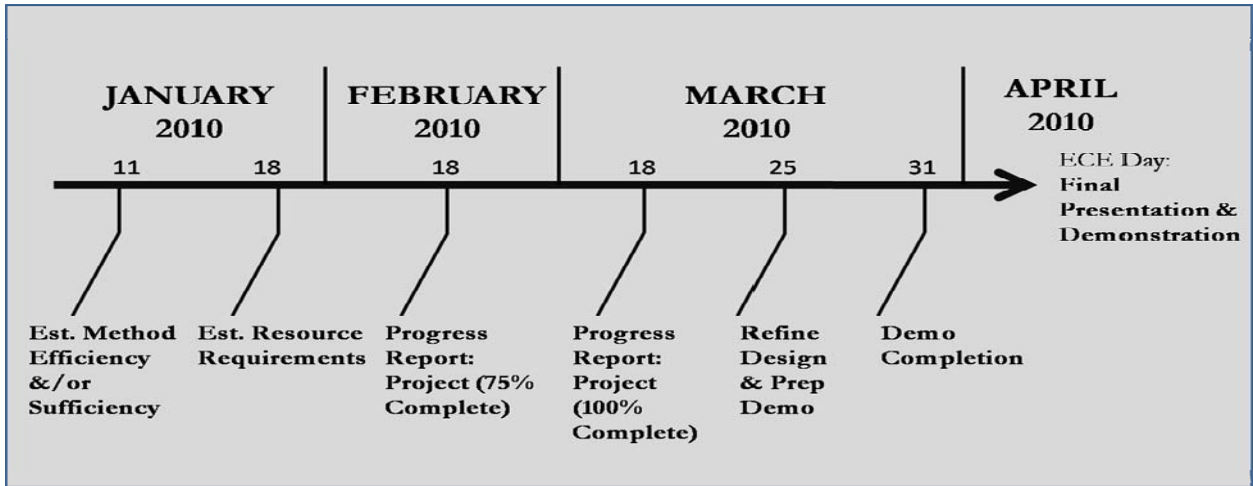 JANUARY
2010
FEBRUARY
2010
MARCH
2010
APRIL
2010
11
18
18
18
25
31
ECE Day:
Final
Presentation &
Demonstration
Est. Method
Efficiency
&/or
Sufficiency
Est. Resource
Requirements
Progress
Report:
Project (75%
Complete)
Progress
Report:
Project
(100%
Complete)
Refine
Design
& Prep
Demo
Demo
Completion